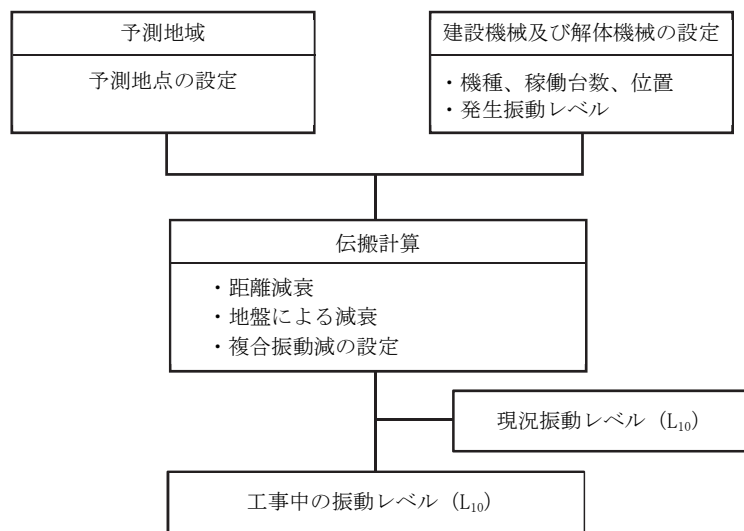 予測地域
予測地点の設定
建設機械及び解体機械の設定
・機種、稼働台数、位置
・発生振動レベル
伝搬計算
・距離減衰
・地盤による減衰
・複合振動減の設定
現況振動レベル（L₁₀）
工事中の振動レベル（L₁₀）